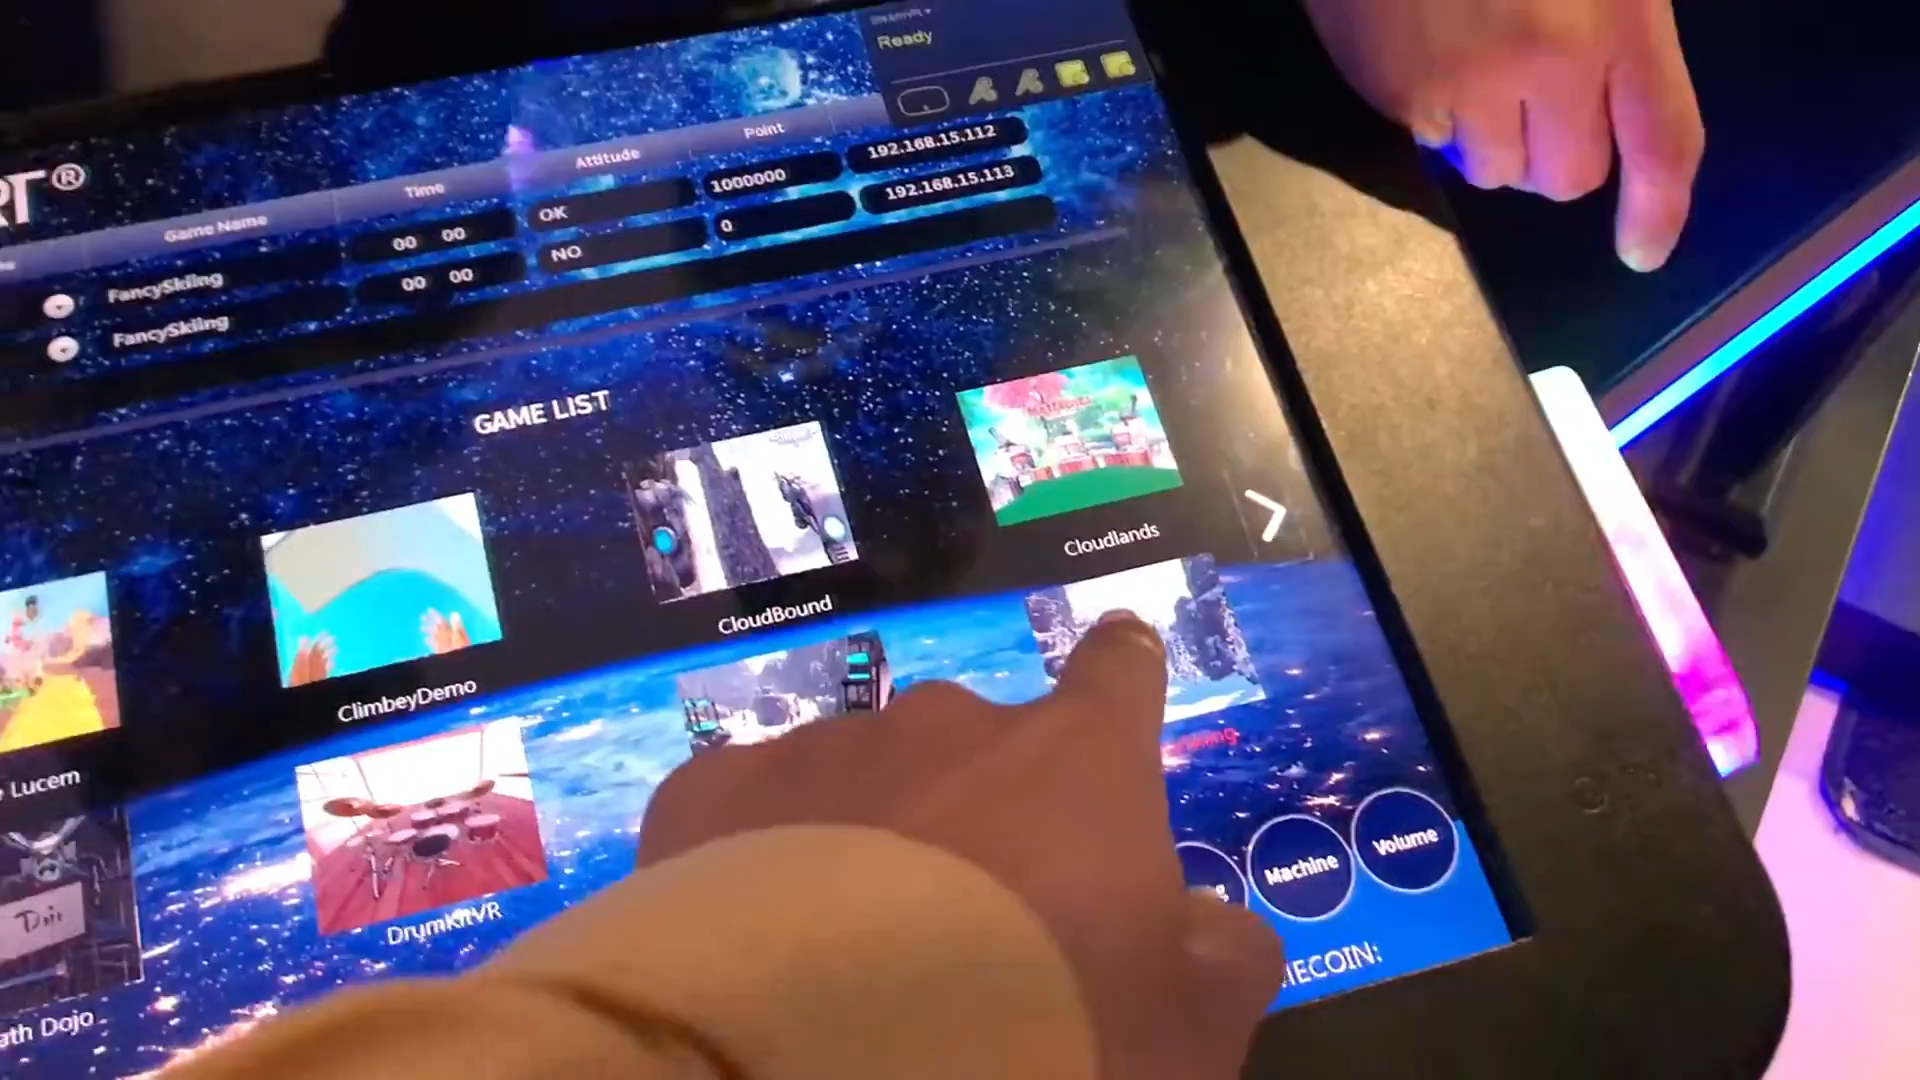 SteamVR
Ready
RT®
Game Name Time Attitude Point
FancySkiing 00 00 OK 1000000 192.168.15.112
FancySkiing 00 00 NO 0 192.168.15.113
GAME LIST
Lucem ClimbeyDemo CloudBound Cloudlands
ath Dojo DrumKitVR
Machine Volume
ECOIN: